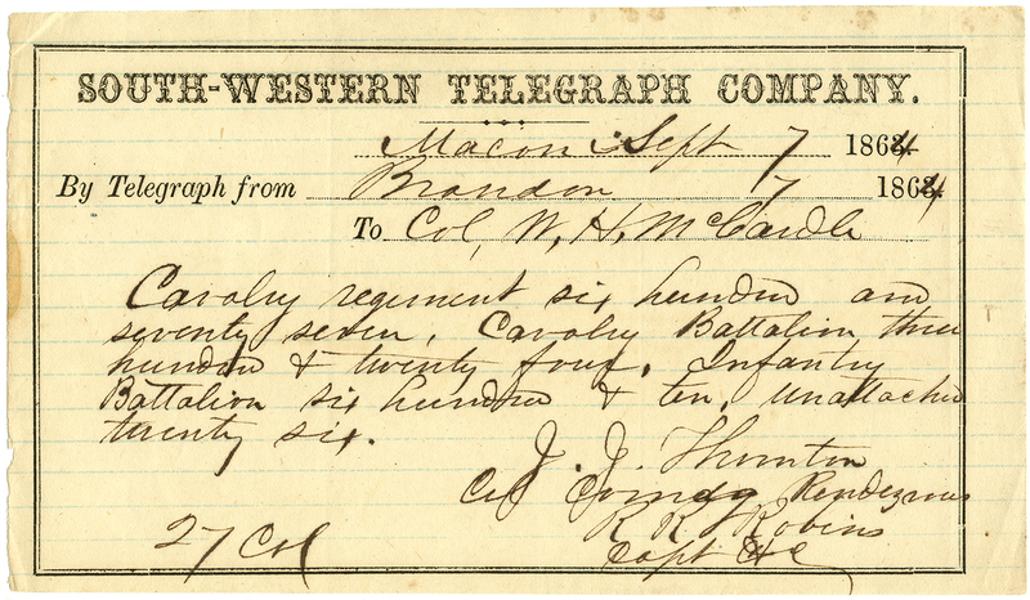 SOUTH-WESTERN TELEGRAPH COMPANY.
Macon Sept 7 1864.
By Telegraph from Brandon 7 1864.
To Col, W, H, McCardle
Cavalry regiment six hundred and
seventy seven, Cavalry Battalion three
hundred & twenty four. Infantry
Battalion six hundred & ten, unattached
twenty six.
J. J. Thornton
Col Comdg Rendezvous
R R Robins
Capt
27 Col